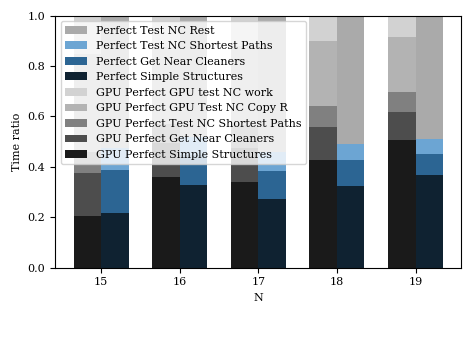 1.0
0.8
0.6
0.4
0.2
0.0
Time ratio
Perfect Test NC Rest
Perfect Test NC Shortest Paths
Perfect Get Near Cleaners
Perfect Simple Structures
GPU Perfect GPU test NC work
GPU Perfect GPU Test NC Copy R
GPU Perfect Test NC Shortest Paths
GPU Perfect Get Near Cleaners
GPU Perfect Simple Structures
15 16 17 18 19
N